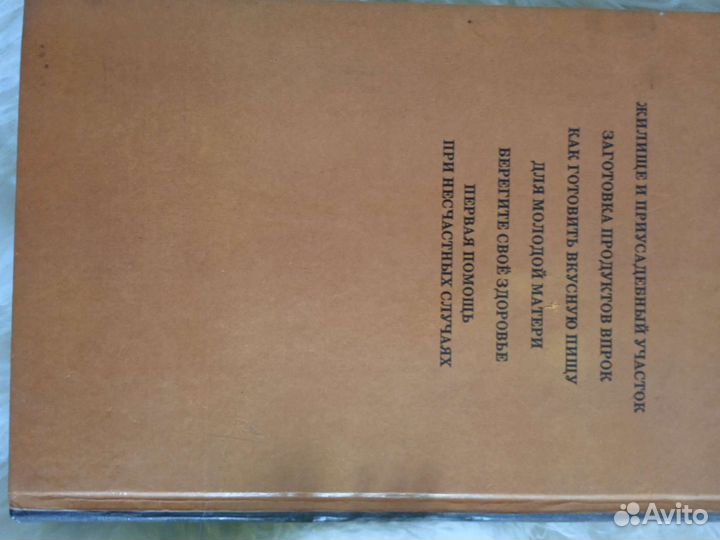 ЖИЛИЩЕ И ПРИУСАДЕБНЫЙ УЧАСТОК
ЗАГОТОВКА ПРОДУКТОВ ВПРОК
КАК ГОТОВИТЬ ВКУСНУЮ ПИЩУ
ДЛЯ МОЛОДОЙ МАТЕРИ
БЕРЕГИТЕ СВОЁ ЗДОРОВЬЕ
ПЕРВАЯ ПОМОЩЬ
ПРИ НЕСЧАСТНЫХ СЛУЧАЯХ
Avito